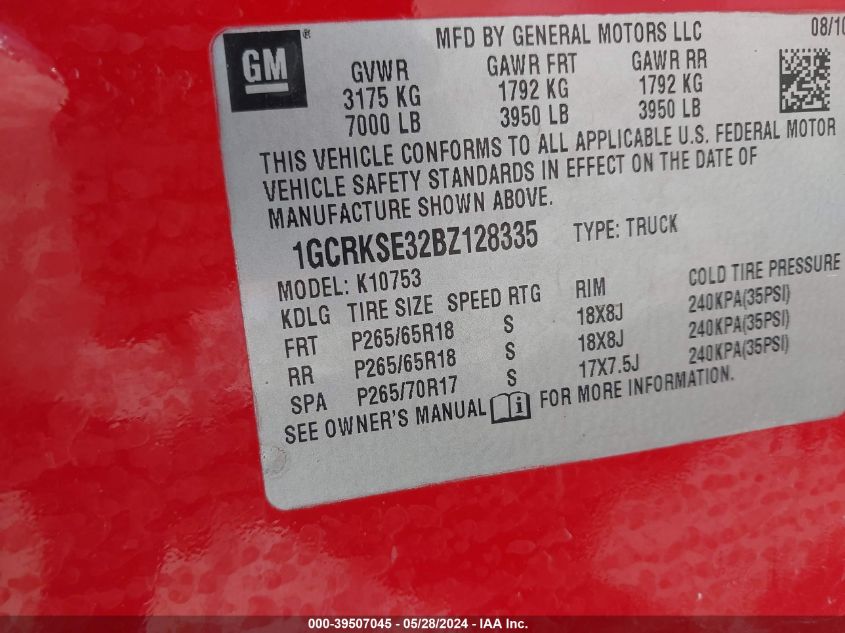 GM ®
MFD BY GENERAL MOTORS LLC 08/10
GVWR GAWR FRT GAWR RR
3175 KG 1792 KG 1792 KG
7000 LB 3950 LB 3950 LB
THIS VEHICLE CONFORMS TO ALL APPLICABLE U.S. FEDERAL MOTOR
VEHICLE SAFETY STANDARDS IN EFFECT ON THE DATE OF
MANUFACTURE SHOWN ABOVE.
1GCRKSE32BZ128335 TYPE: TRUCK
MODEL: K10753
KDLG TIRE SIZE SPEED RTG RIM COLD TIRE PRESSURE
FRT P265/65R18 S 18X8J 240KPA(35PSI)
RR P265/65R18 S 18X8J 240KPA(35PSI)
SPA P265/70R17 S 17X7.5J 240KPA(35PSI)
SEE OWNER'S MANUAL i FOR MORE INFORMATION.
000-39507045 - 05/28/2024 - IAA Inc.